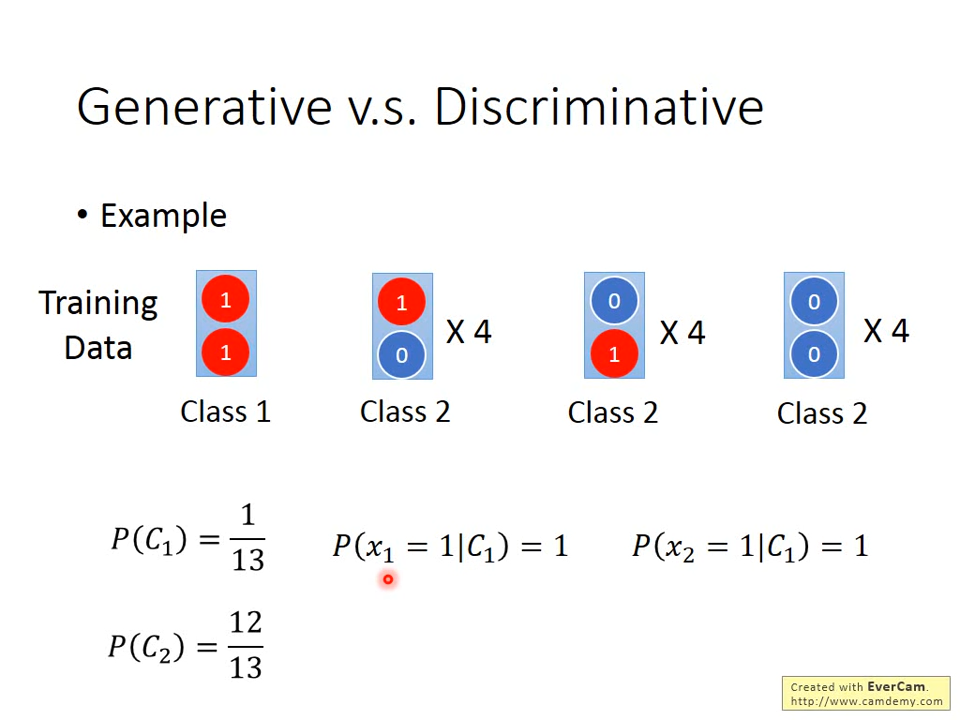 Generative v.s. Discriminative
• Example
Training
Data
1
1
Class 1
1
0
X 4
Class 2
0
1
X 4
Class 2
0
0
X 4
Class 2
P(C₁) = 1/13
P(x₁ = 1|C₁) = 1
P(x₂ = 1|C₁) = 1
P(C₂) = 12/13
Created with EverCam.
http://www.camdemy.com